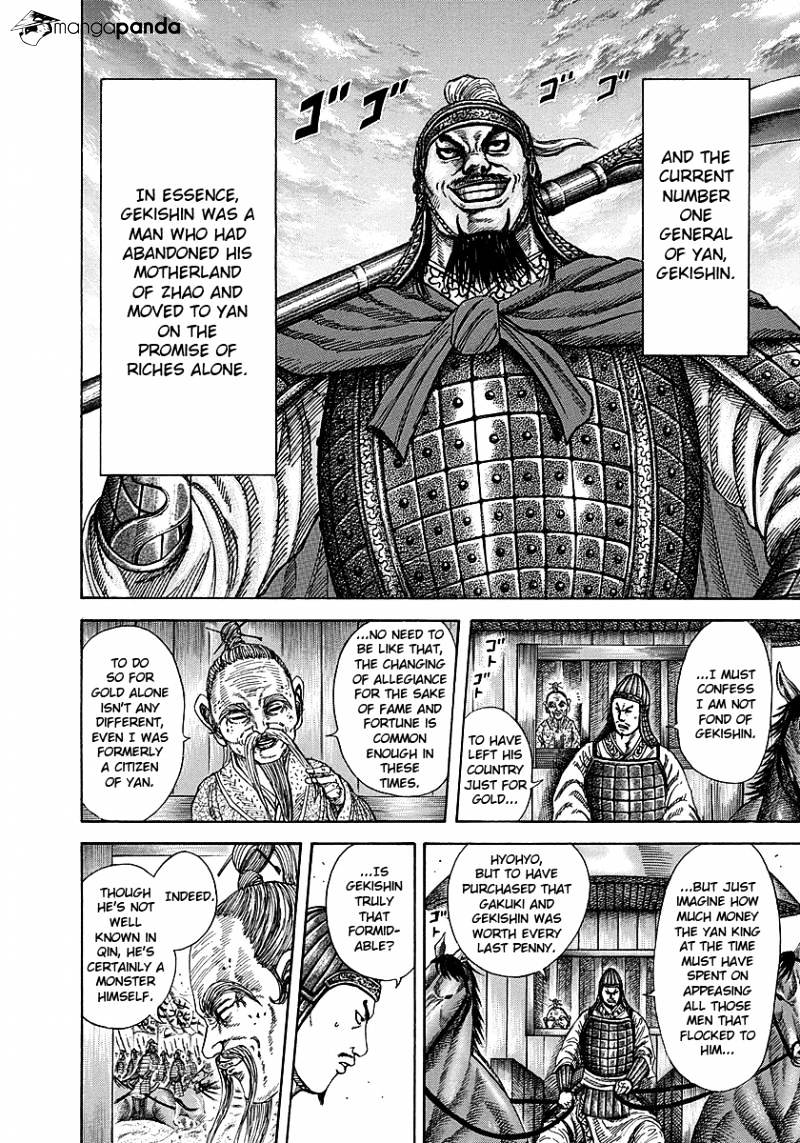 mangapanda
ゴゴ
ゴゴ
AND THE
CURRENT
NUMBER
ONE
GENERAL
OF YAN,
GEKISHIN.
IN ESSENCE,
GEKISHIN WAS A
MAN WHO HAD
ABANDONED HIS
MOTHERLAND
OF ZHAO AND
MOVED TO YAN
ON THE
PROMISE OF
RICHES ALONE.
...I MUST
CONFESS
I AM NOT
FOND OF
GEKISHIN.
ゴトゴト
TO HAVE
LEFT HIS
COUNTRY
JUST FOR
GOLD...
...NO NEED TO
BE LIKE THAT,
THE CHANGING
OF ALLEGIANCE
FOR THE SAKE
OF FAME AND
FORTUNE IS
COMMON
ENOUGH IN
THESE
TIMES.
TO DO
SO FOR
GOLD ALONE
ISN'T ANY
DIFFERENT,
EVEN I WAS
FORMERLY
A CITIZEN
OF YAN.
...BUT JUST
IMAGINE HOW
MUCH MONEY
THE YAN KING
AT THE TIME
MUST HAVE
SPENT ON
APPEASING
ALL THOSE
MEN THAT
FLOCKED TO
HIM...
HYOHYO,
BUT TO HAVE
PURCHASED THAT
GAKUKI AND
GEKISHIN WAS
WORTH EVERY
LAST PENNY.
ゴト
...IS
GEKISHIN
TRULY
THAT
FORMID-
ABLE?
INDEED.
THOUGH
HE'S NOT
WELL
KNOWN IN
QIN, HE'S
CERTAINLY A
MONSTER
HIMSELF.